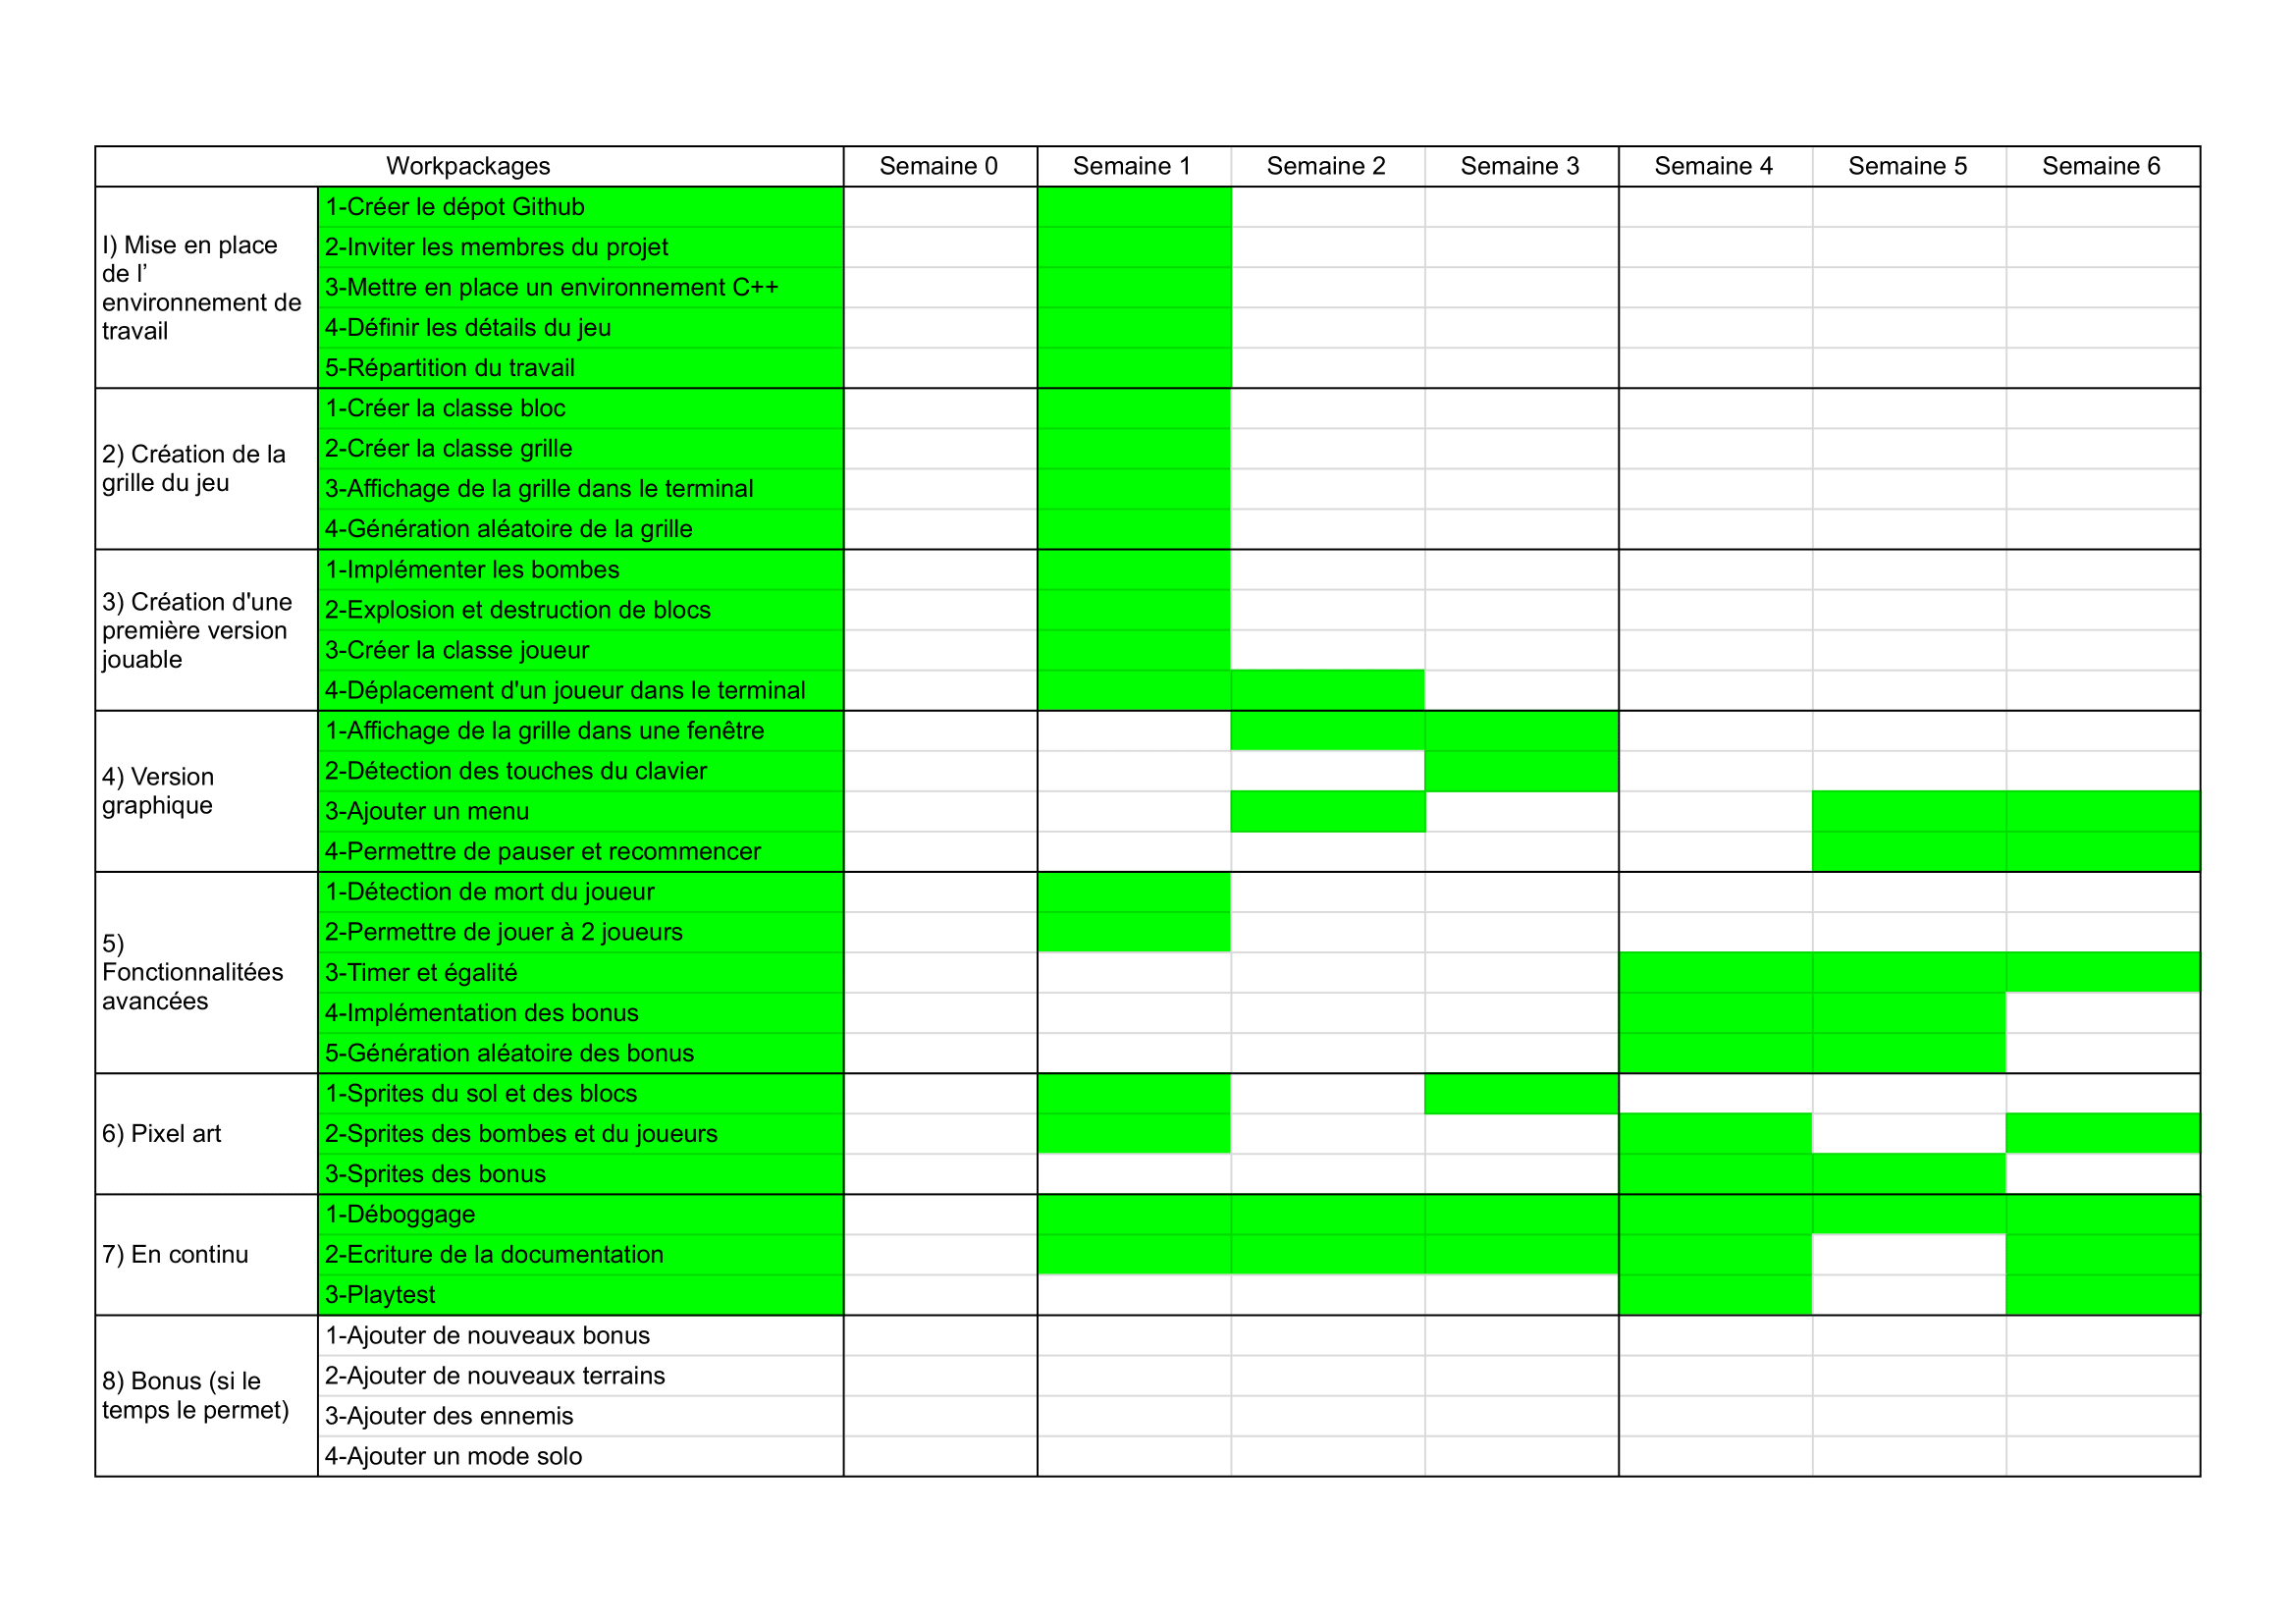 Workpackages
Semaine 0
Semaine 1
Semaine 2
Semaine 3
Semaine 4
Semaine 5
Semaine 6
I) Mise en place
de l’
environnement de
travail
1-Créer le dépot Github
2-Inviter les membres du projet
3-Mettre en place un environnement C++
4-Définir les détails du jeu
5-Répartition du travail
2) Création de la
grille du jeu
1-Créer la classe bloc
2-Créer la classe grille
3-Affichage de la grille dans le terminal
4-Génération aléatoire de la grille
3) Création d'une
première version
jouable
1-Implémenter les bombes
2-Explosion et destruction de blocs
3-Créer la classe joueur
4-Déplacement d'un joueur dans le terminal
4) Version
graphique
1-Affichage de la grille dans une fenêtre
2-Détection des touches du clavier
3-Ajouter un menu
4-Permettre de pauser et recommencer
5)
Fonctionnalitées
avancées
1-Détection de mort du joueur
2-Permettre de jouer à 2 joueurs
3-Timer et égalité
4-Implémentation des bonus
5-Génération aléatoire des bonus
6) Pixel art
1-Sprites du sol et des blocs
2-Sprites des bombes et du joueurs
3-Sprites des bonus
7) En continu
1-Déboggage
2-Ecriture de la documentation
3-Playtest
8) Bonus (si le
temps le permet)
1-Ajouter de nouveaux bonus
2-Ajouter de nouveaux terrains
3-Ajouter des ennemis
4-Ajouter un mode solo